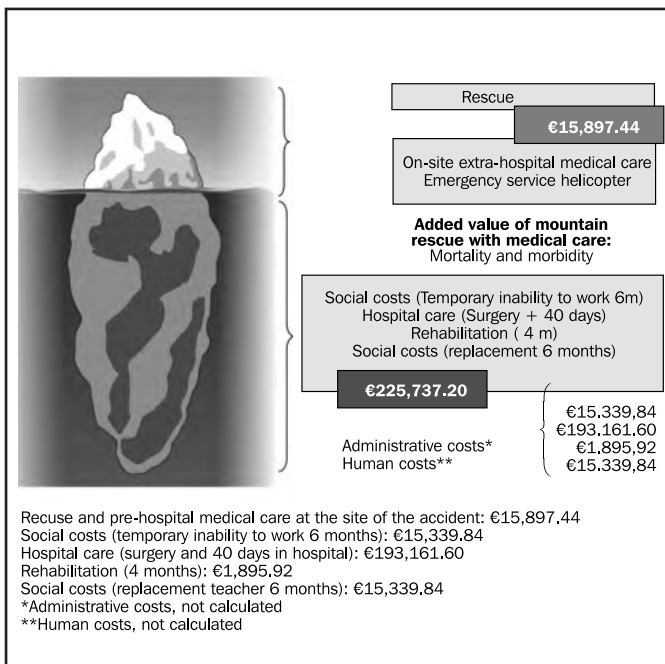 Rescue
€15,897.44
On-site extra-hospital medical care
Emergency service helicopter
Added value of mountain
rescue with medical care:
Mortality and morbidity
Social costs (Temporary inability to work 6m)
Hospital care (Surgery + 40 days)
Rehabilitation ( 4 m)
Social costs (replacement 6 months)
€225,737.20
€15.339,84
€193.161.60
€1.895,92
€15.339,84
Administrative costs*
Human costs**
Recuse and pre-hospital medical care at the site of the accident: €15,897.44
Social costs (temporary inability to work 6 months): €15,339.84
Hospital care (surgery and 40 days in hospital): €193,161.60
Rehabilitation (4 months): €1,895.92
Social costs (replacement teacher 6 months): €15,339.84
*Administrative costs, not calculated
**Human costs, not calculated